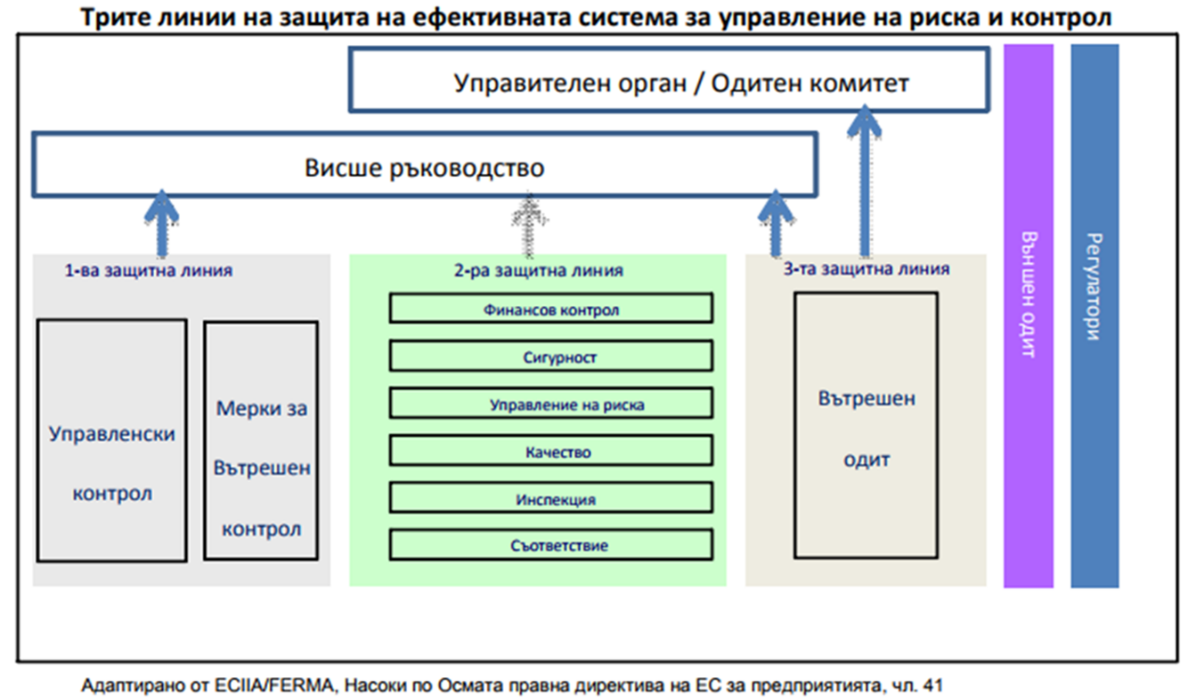 Трите линии на защита на ефективната система за управление на риска и контрол
Управителен орган / Одитен комитет
Висше ръководство
1-ва защитна линия
Управленски
контрол
Мерки за
Вътрешен
контрол
2-ра защитна линия
Финансов контрол
Сигурност
Управление на риска
Качество
Инспекция
Съответствие
3-та защитна линия
Вътрешен
одит
Външен одит
Регулатори
Адаптирано от ECIIA/FERMA, Насоки по Осмата правна директива на ЕС за предприятията, чл. 41